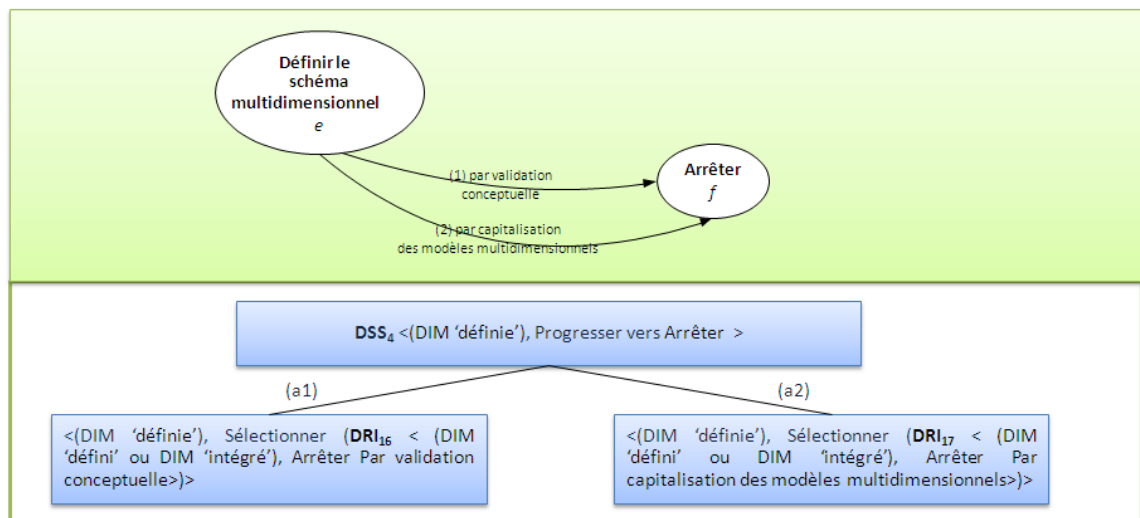 Définir le
schéma
multidimensionnel
e
(1) par validation
conceptuelle
Arrêter
f
(2) par capitalisation
des modèles multidimensionnels
DSS4 <(DIM ‘définie’), Progresser vers Arrêter >
(a1)
(a2)
<(DIM ‘définie’), Sélectionner (DRI16 < (DIM
‘défini’ ou DIM ‘intégré’), Arrêter Par validation
conceptuelle>)>
<(DIM ‘définie’), Sélectionner (DRI17 < (DIM
‘défini’ ou DIM ‘intégré’), Arrêter Par
capitalisation des modèles multidimensionnels>)>